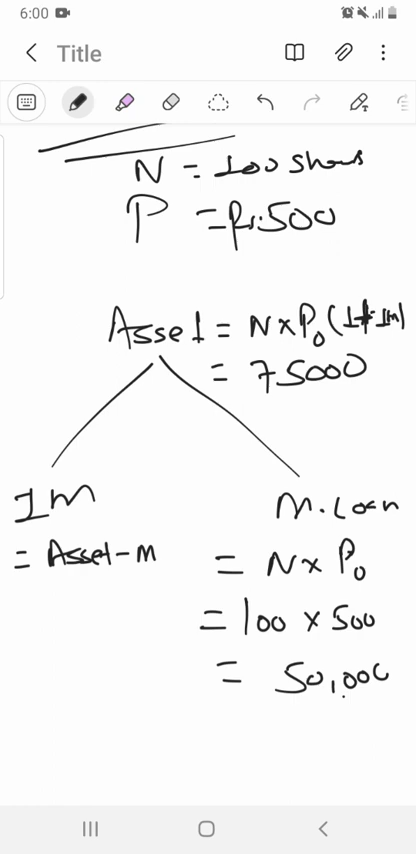 6:00
Title
N = 100 shares
P = Rs.500
Asset = N x P0 (1 + IM)
= 75000
IM
M. Loan
= Asset - M
= N x P0
= 100 x 500
= 50,000